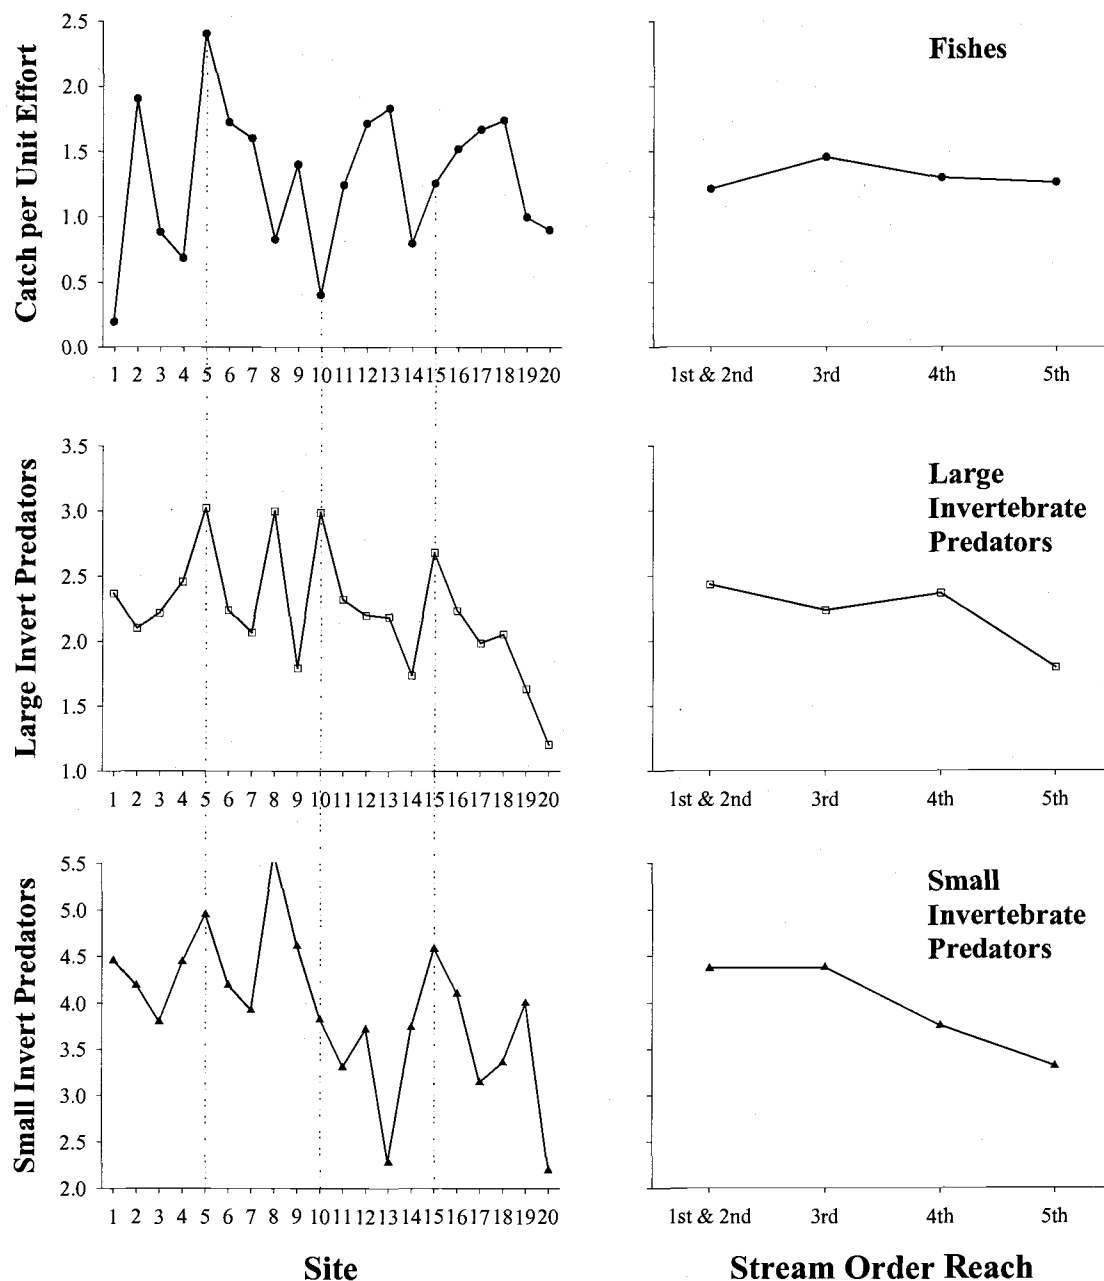 Catch per Unit Effort
2.5
2.0
1.5
1.0
0.5
0.0
1 2 3 4 5 6 7 8 9 10 11 12 13 14 15 16 17 18 19 20
Fishes
1st & 2nd 3rd 4th 5th
Large Invert Predators
3.5
3.0
2.5
2.0
1.5
1.0
1 2 3 4 5 6 7 8 9 10 11 12 13 14 15 16 17 18 19 20
Large
Invertebrate
Predators
1st & 2nd 3rd 4th 5th
Small Invert Predators
5.5
5.0
4.5
4.0
3.5
3.0
2.5
2.0
1 2 3 4 5 6 7 8 9 10 11 12 13 14 15 16 17 18 19 20
Site
Small
Invertebrate
Predators
1st & 2nd 3rd 4th 5th
Stream Order Reach